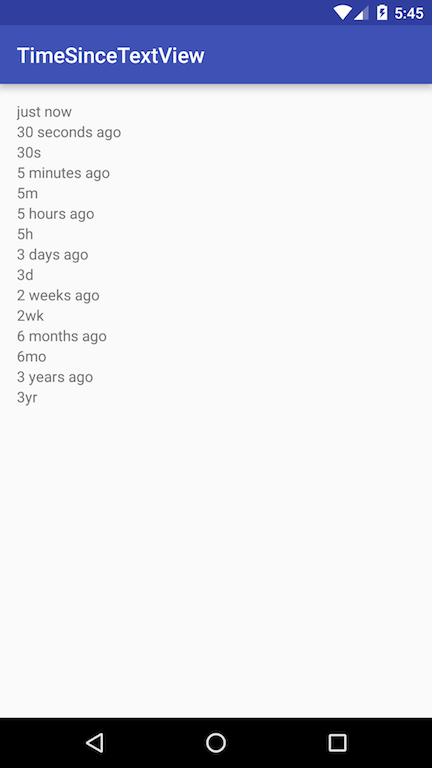 5:45
TimeSinceTextView
just now
30 seconds ago
30s
5 minutes ago
5m
5 hours ago
5h
3 days ago
3d
2 weeks ago
2wk
6 months ago
6mo
3 years ago
3yr